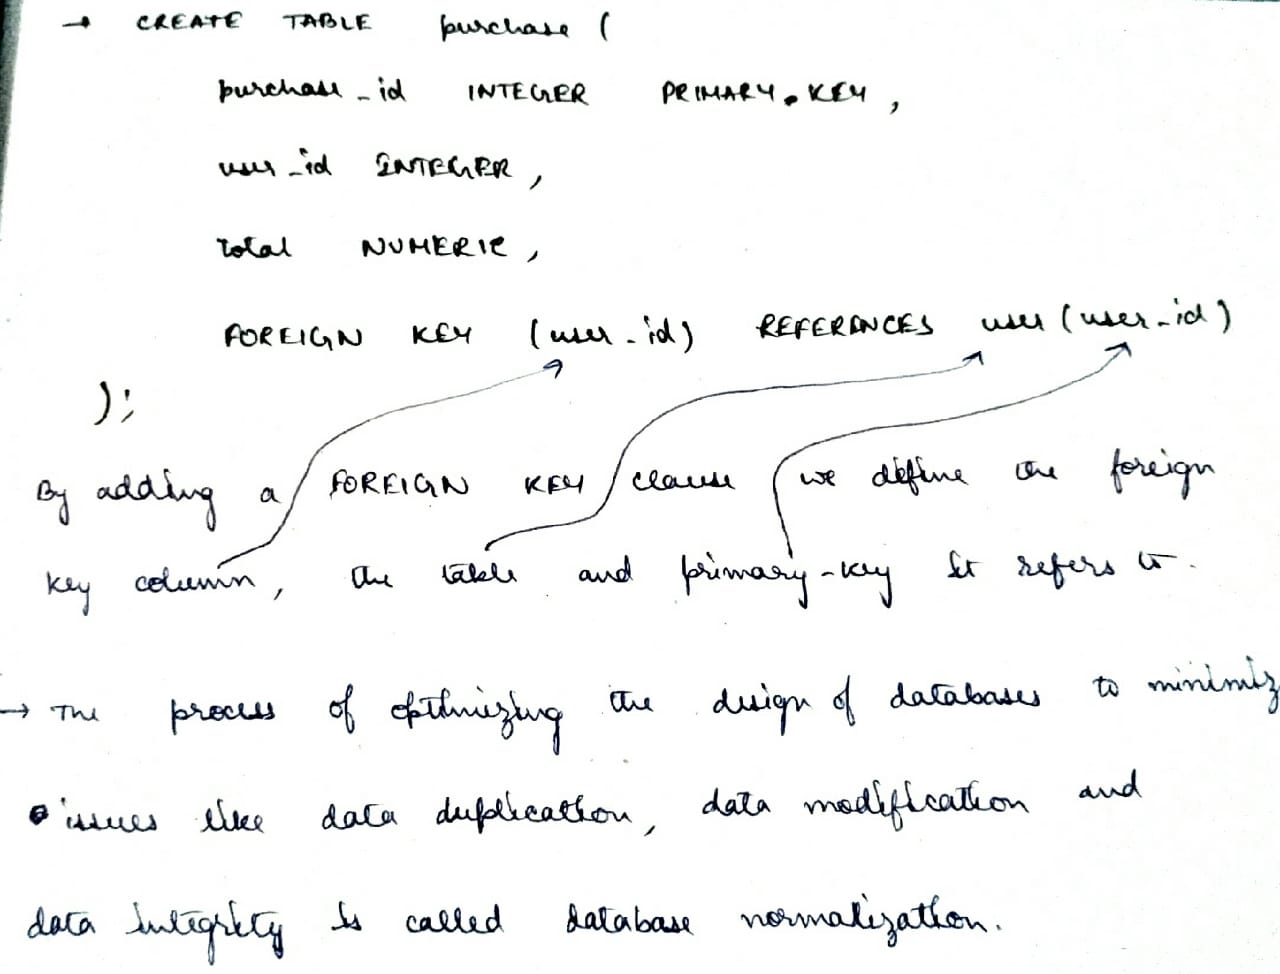 → CREATE TABLE purchase (
purchase_id INTEGER PRIMARY KEY,
user_id INTEGER,
total NUMERIC,
FOREIGN KEY (user_id) REFERENCES user (user_id)
);
By adding a FOREIGN KEY clause we define the foreign
key column, the table and primary-key it refers to.
→ The process of optimizing the design of databases to minimiz
issues like data duplication, data modification and
data integrity is called database normalization.